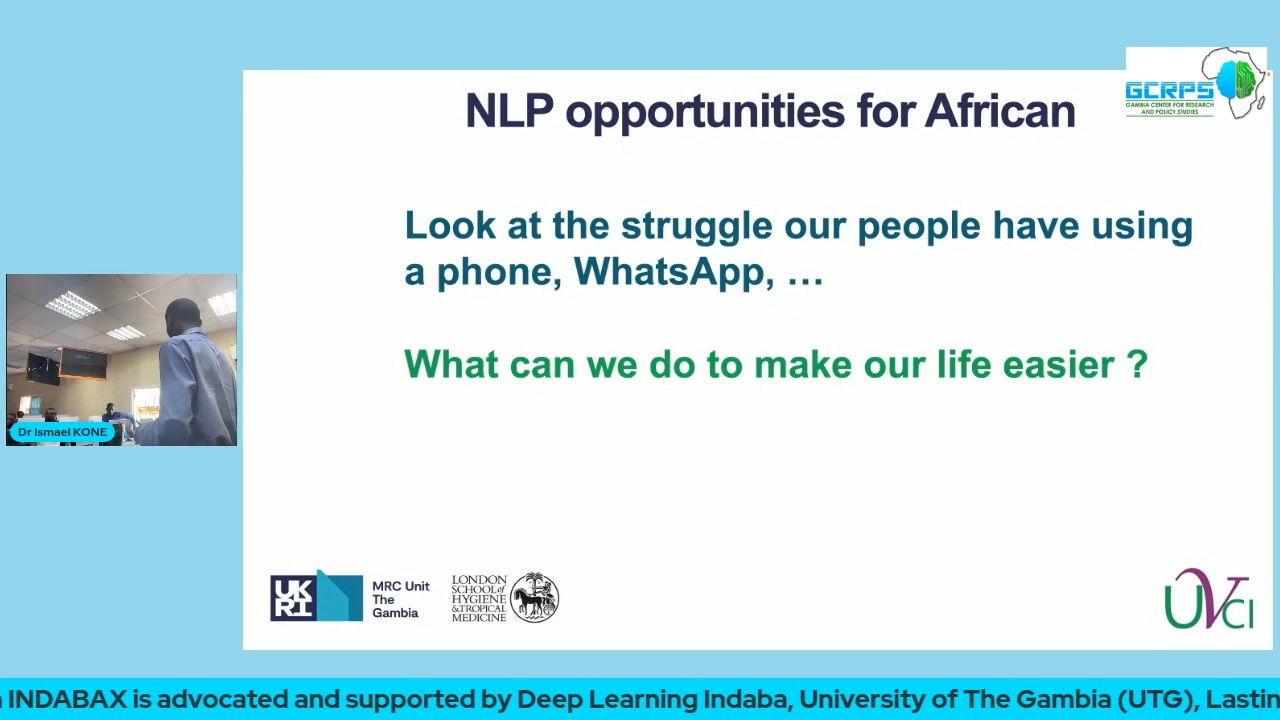 NLP opportunities for African
GCRPS
GAMBIA CENTER FOR RESEARCH
AND POLICY STUDIES
Look at the struggle our people have using
a phone, WhatsApp, …
What can we do to make our life easier ?
Dr Ismael KONE
UK
RI
MRC Unit
The
Gambia
LONDON
SCHOOL of
HYGIENE
& TROPICAL
MEDICINE
UVCI
INDABAX is advocated and supported by Deep Learning Indaba, University of The Gambia (UTG), Lastin